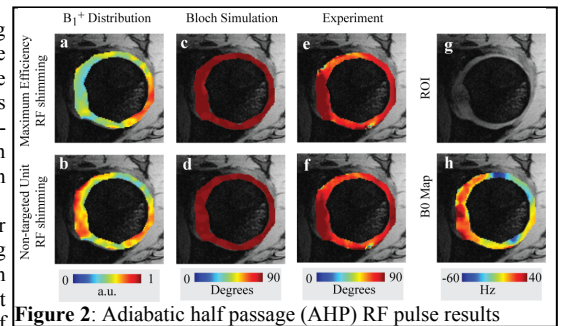 B1+ Distribution
Bloch Simulation
Experiment
Maximum Efficiency
RF shimming
a
c
e
g
ROI
Non-targeted Unit
RF shimming
b
d
f
h
B0 Map
0 1
a.u.
0 90
Degrees
0 90
Degrees
-60 40
Hz
Figure 2: Adiabatic half passage (AHP) RF pulse results